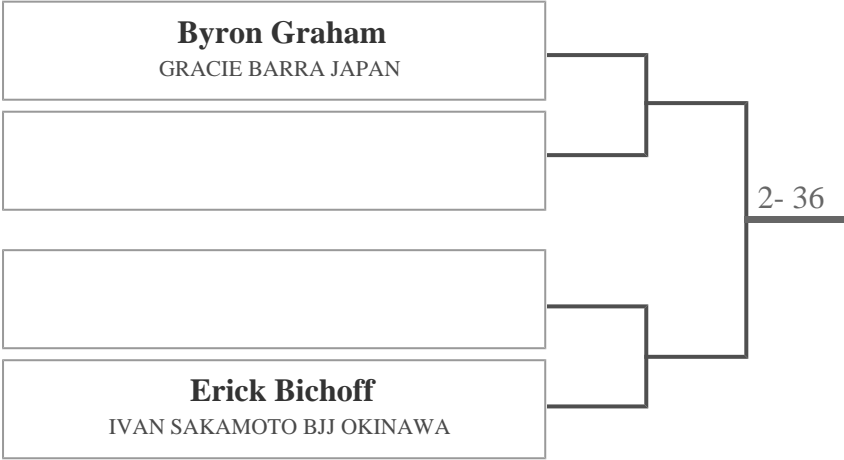 Byron Graham
GRACIE BARRA JAPAN
2- 36
Erick Bichoff
IVAN SAKAMOTO BJJ OKINAWA